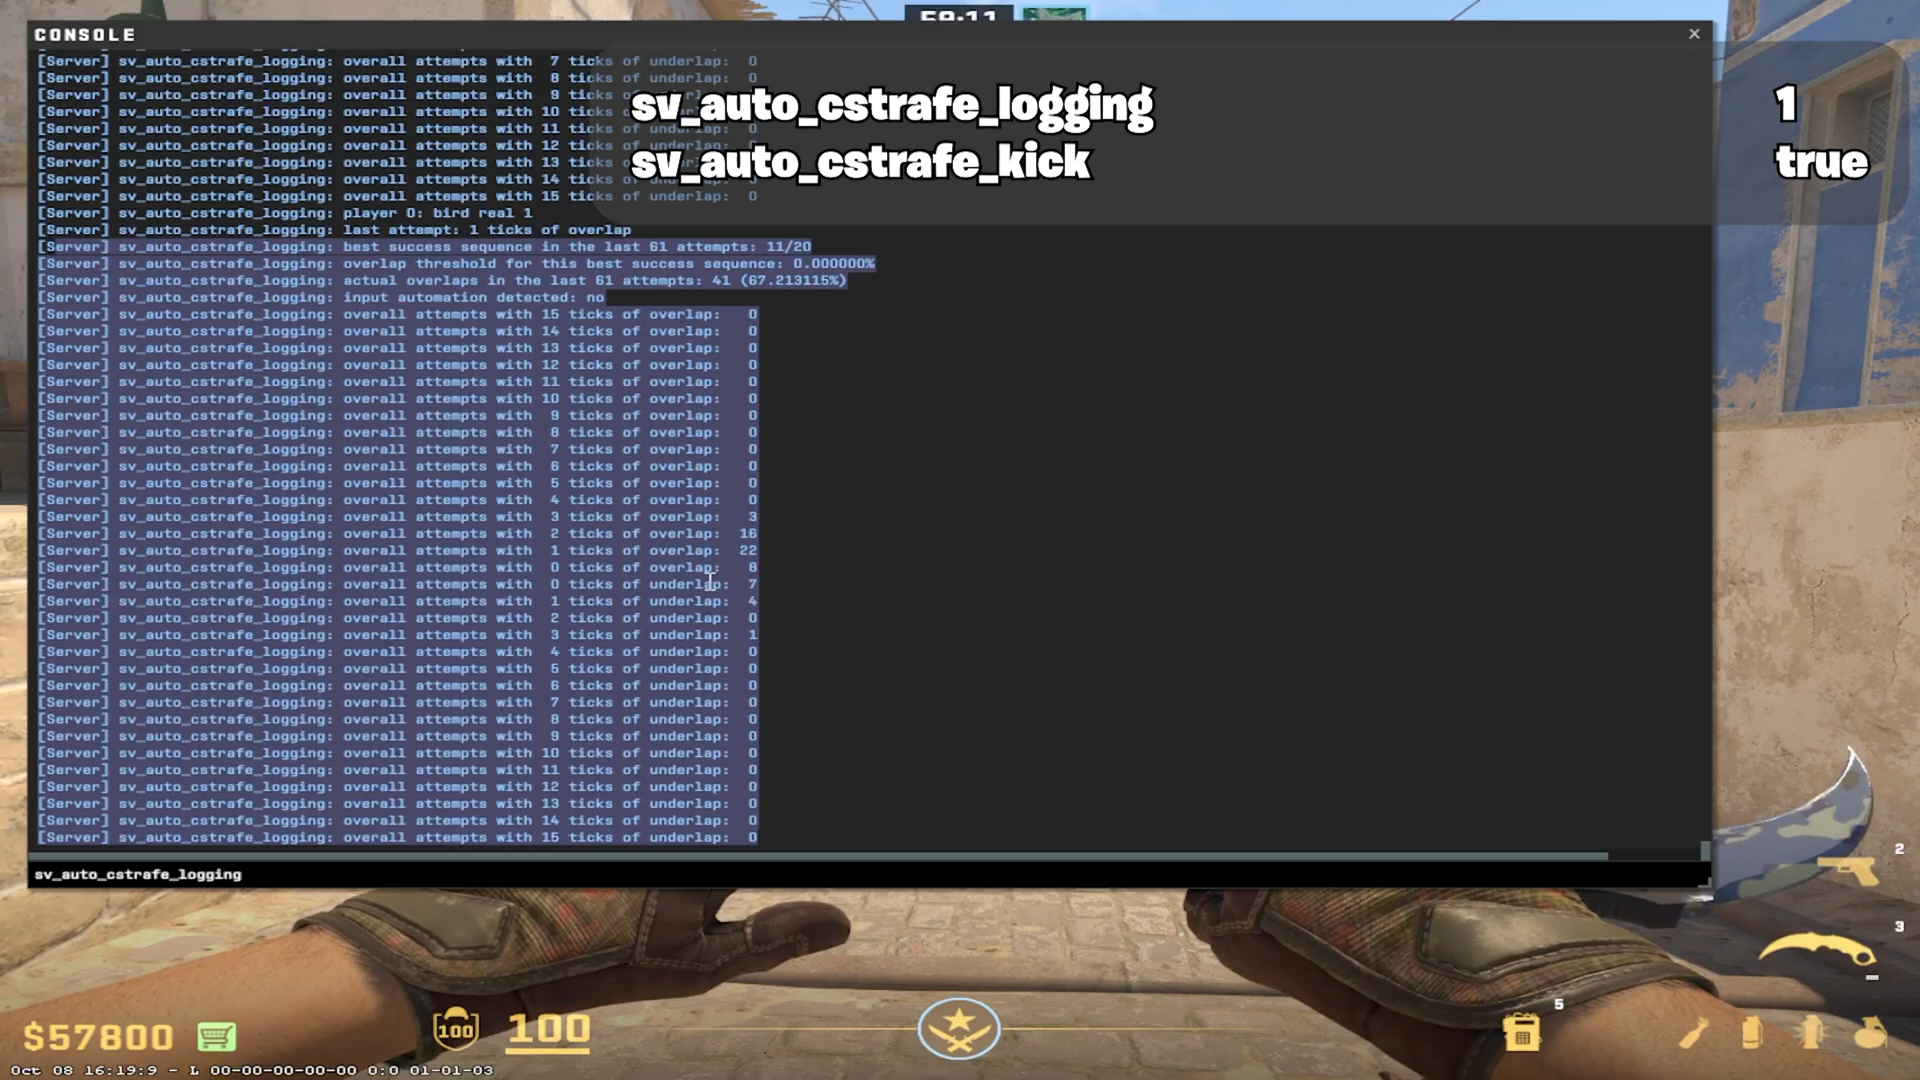 59:11
CONSOLE
×
[Server] sv_auto_cstrafe_logging: overall attempts with 7 ticks of underlap: 0
[Server] sv_auto_cstrafe_logging: overall attempts with 8 ticks of underlap: 0
[Server] sv_auto_cstrafe_logging: overall attempts with 9 ticks
[Server] sv_auto_cstrafe_logging: overall attempts with 10 ticks
[Server] sv_auto_cstrafe_logging: overall attempts with 11 ticks of underlap: 0
[Server] sv_auto_cstrafe_logging: overall attempts with 12 ticks
[Server] sv_auto_cstrafe_logging: overall attempts with 13 ticks
[Server] sv_auto_cstrafe_logging: overall attempts with 14 ticks
[Server] sv_auto_cstrafe_logging: overall attempts with 15 ticks of underlap: 0
sv_auto_cstrafe_logging 1
sv_auto_cstrafe_kick true
[Server] sv_auto_cstrafe_logging: player 0: bird real 1
[Server] sv_auto_cstrafe_logging: last attempt: 1 ticks of overlap
[Server] sv_auto_cstrafe_logging: best success sequence in the last 61 attempts: 11/20
[Server] sv_auto_cstrafe_logging: overlap threshold for this best success sequence: 0.000000%
[Server] sv_auto_cstrafe_logging: actual overlaps in the last 61 attempts: 41 (67.213115%)
[Server] sv_auto_cstrafe_logging: input automation detected: no
[Server] sv_auto_cstrafe_logging: overall attempts with 15 ticks of overlap: 0
[Server] sv_auto_cstrafe_logging: overall attempts with 14 ticks of overlap: 0
[Server] sv_auto_cstrafe_logging: overall attempts with 13 ticks of overlap: 0
[Server] sv_auto_cstrafe_logging: overall attempts with 12 ticks of overlap: 0
[Server] sv_auto_cstrafe_logging: overall attempts with 11 ticks of overlap: 0
[Server] sv_auto_cstrafe_logging: overall attempts with 10 ticks of overlap: 0
[Server] sv_auto_cstrafe_logging: overall attempts with 9 ticks of overlap: 0
[Server] sv_auto_cstrafe_logging: overall attempts with 8 ticks of overlap: 0
[Server] sv_auto_cstrafe_logging: overall attempts with 7 ticks of overlap: 0
[Server] sv_auto_cstrafe_logging: overall attempts with 6 ticks of overlap: 0
[Server] sv_auto_cstrafe_logging: overall attempts with 5 ticks of overlap: 0
[Server] sv_auto_cstrafe_logging: overall attempts with 4 ticks of overlap: 0
[Server] sv_auto_cstrafe_logging: overall attempts with 3 ticks of overlap: 3
[Server] sv_auto_cstrafe_logging: overall attempts with 2 ticks of overlap: 16
[Server] sv_auto_cstrafe_logging: overall attempts with 1 ticks of overlap: 22
[Server] sv_auto_cstrafe_logging: overall attempts with 0 ticks of overlap: 8
[Server] sv_auto_cstrafe_logging: overall attempts with 0 ticks of underlap: 7
[Server] sv_auto_cstrafe_logging: overall attempts with 1 ticks of underlap: 4
[Server] sv_auto_cstrafe_logging: overall attempts with 2 ticks of underlap: 0
[Server] sv_auto_cstrafe_logging: overall attempts with 3 ticks of underlap: 1
[Server] sv_auto_cstrafe_logging: overall attempts with 4 ticks of underlap: 0
[Server] sv_auto_cstrafe_logging: overall attempts with 5 ticks of underlap: 0
[Server] sv_auto_cstrafe_logging: overall attempts with 6 ticks of underlap: 0
[Server] sv_auto_cstrafe_logging: overall attempts with 7 ticks of underlap: 0
[Server] sv_auto_cstrafe_logging: overall attempts with 8 ticks of underlap: 0
[Server] sv_auto_cstrafe_logging: overall attempts with 9 ticks of underlap: 0
[Server] sv_auto_cstrafe_logging: overall attempts with 10 ticks of underlap: 0
[Server] sv_auto_cstrafe_logging: overall attempts with 11 ticks of underlap: 0
[Server] sv_auto_cstrafe_logging: overall attempts with 12 ticks of underlap: 0
[Server] sv_auto_cstrafe_logging: overall attempts with 13 ticks of underlap: 0
[Server] sv_auto_cstrafe_logging: overall attempts with 14 ticks of underlap: 0
[Server] sv_auto_cstrafe_logging: overall attempts with 15 ticks of underlap: 0
sv_auto_cstrafe_logging
2
3
5
$57800
100
100
Oct 08 16:19:9 - L 00-00-00-00-00 0:0 01-01-03